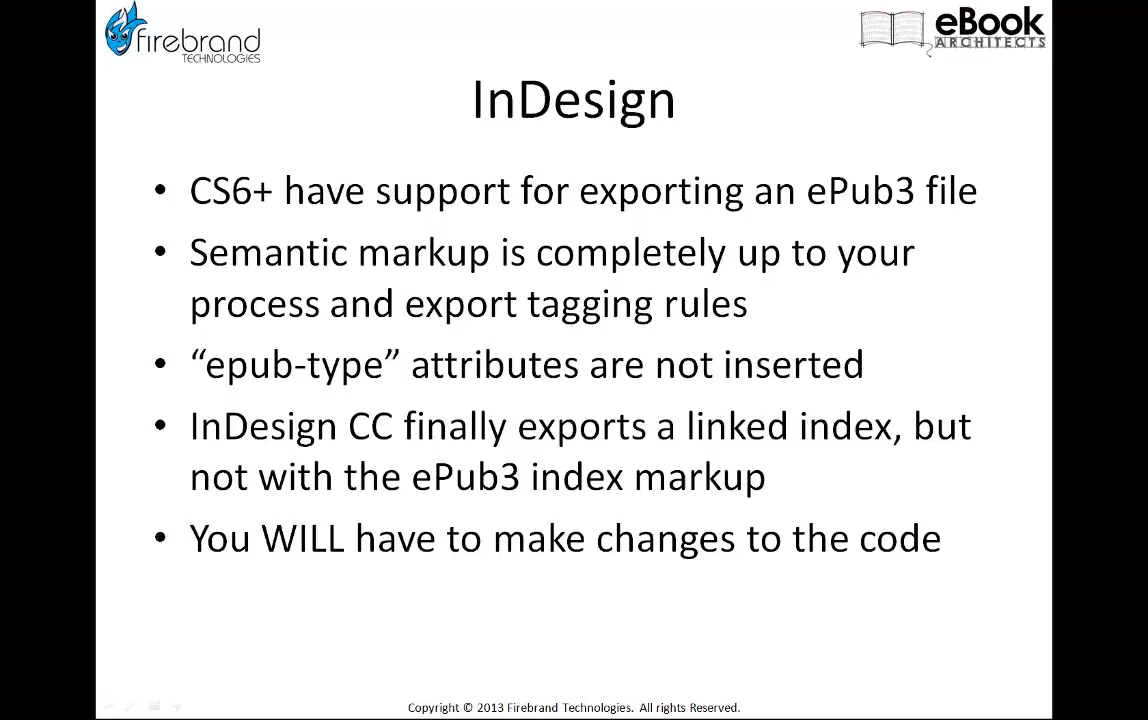 firebrand
TECHNOLOGIES
eBook
ARCHITECTS
InDesign
• CS6+ have support for exporting an ePub3 file
• Semantic markup is completely up to your
process and export tagging rules
• “epub-type” attributes are not inserted
• InDesign CC finally exports a linked index, but
not with the ePub3 index markup
• You WILL have to make changes to the code
Copyright © 2013 Firebrand Technologies. All rights Reserved.